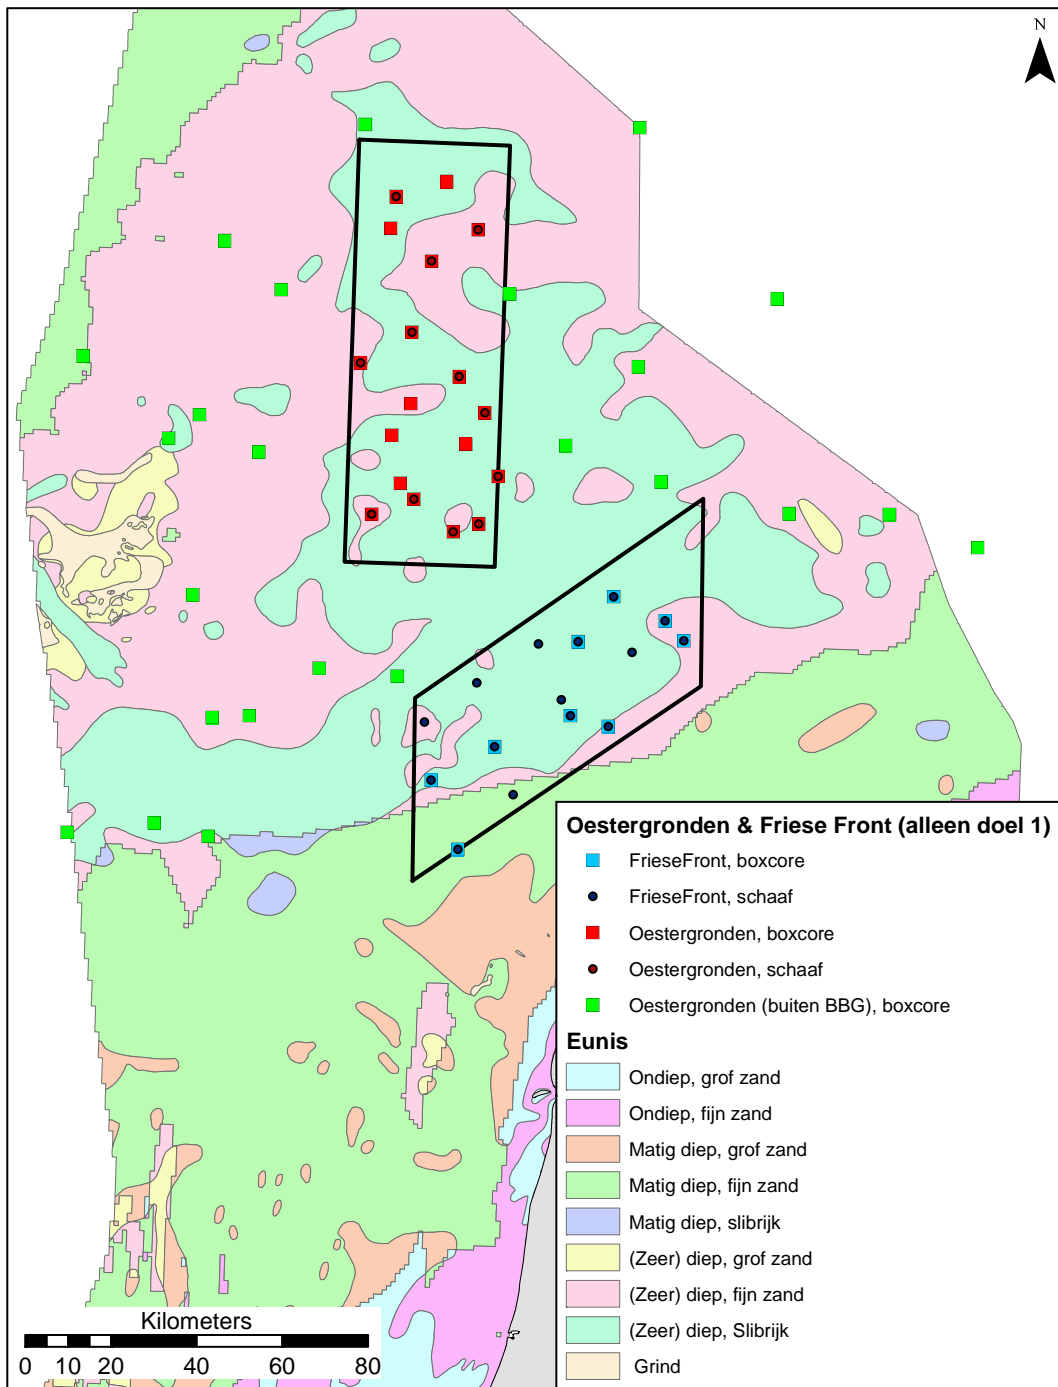 N
Oestergronden & Friese Front (alleen doel 1)
FrieseFront, boxcore
FrieseFront, schaaf
Oestergronden, boxcore
Oestergronden, schaaf
Oestergronden (buiten BBG), boxcore
Eunis
Ondiep, grof zand
Ondiep, fijn zand
Matig diep, grof zand
Matig diep, fijn zand
Matig diep, slibrijk
(Zeer) diep, grof zand
(Zeer) diep, fijn zand
(Zeer) diep, Slibrijk
Grind
Kilometers
0 10 20 40 60 80